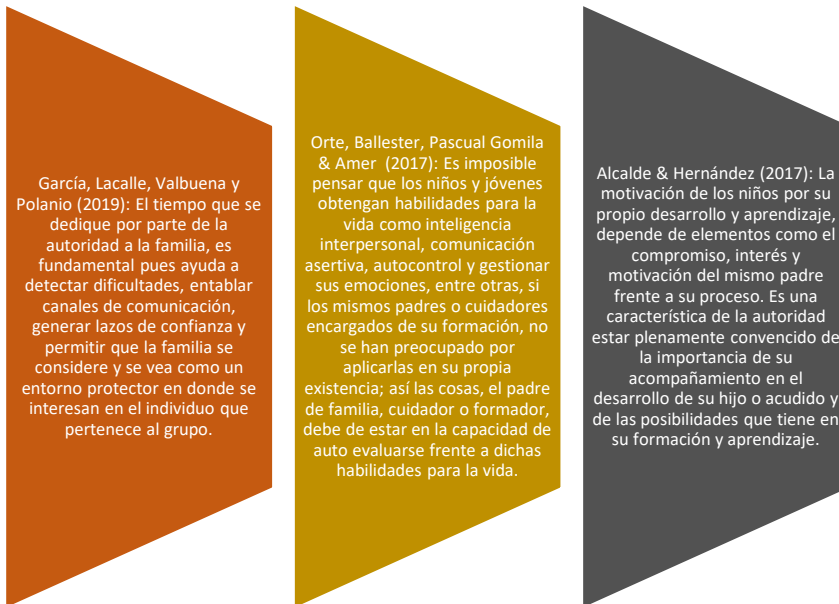 García, Lacalle, Valbuena y
Polanio (2019): El tiempo que se
dedique por parte de la
autoridad a la familia, es
fundamental pues ayuda a
detectar dificultades, entablar
canales de comunicación,
generar lazos de confianza y
permitir que la familia se
considere y se vea como un
entorno protector en donde se
interesan en el individuo que
pertenece al grupo.
Orte, Ballester, Pascual Gomila
& Amer (2017): Es imposible
pensar que los niños y jóvenes
obtengan habilidades para la
vida como inteligencia
interpersonal, comunicación
asertiva, autocontrol y gestionar
sus emociones, entre otras, si
los mismos padres o cuidadores
encargados de su formación, no
se han preocupado por
aplicarlas en su propia
existencia; así las cosas, el padre
de familia, cuidador o formador,
debe de estar en la capacidad de
auto evaluarse frente a dichas
habilidades para la vida.
Alcalde & Hernández (2017): La
motivación de los niños por su
propio desarrollo y aprendizaje,
depende de elementos como el
compromiso, interés y
motivación del mismo padre
frente a su proceso. Es una
característica de la autoridad
estar plenamente convencido de
la importancia de su
acompañamiento en el
desarrollo de su hijo o acudido y
de las posibilidades que tiene en
su formación y aprendizaje.